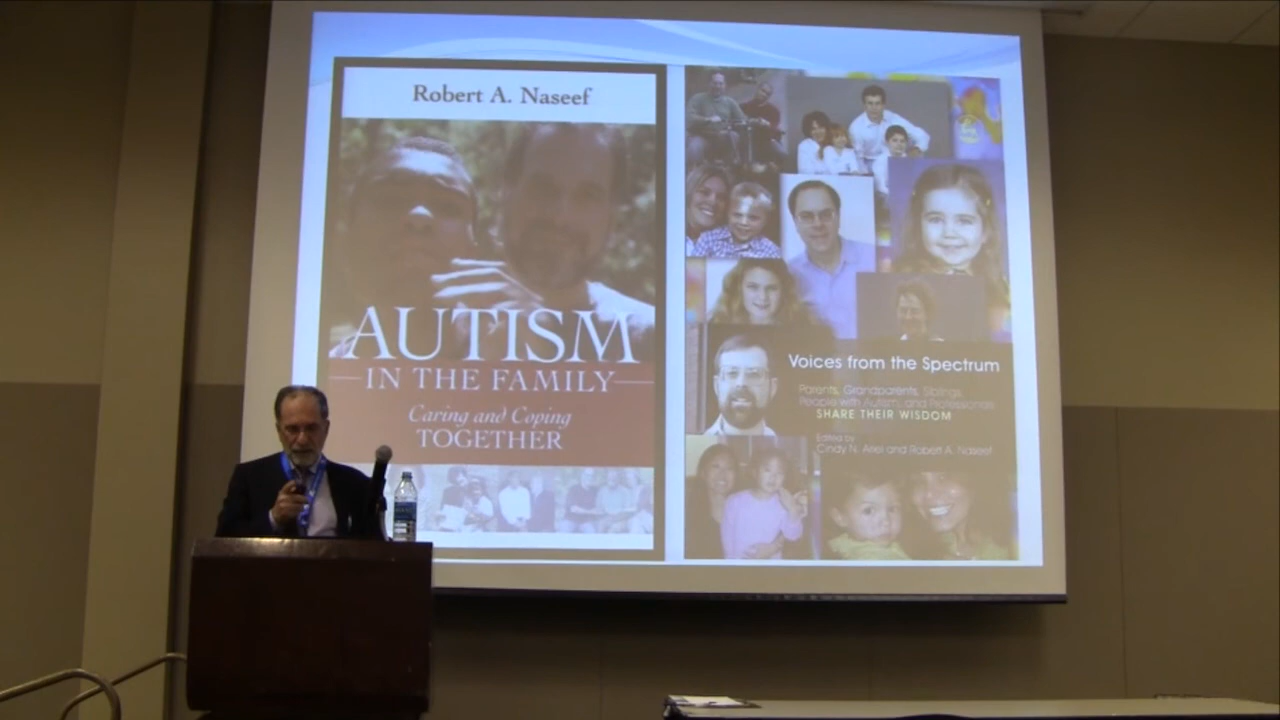 Robert A. Naseef
AUTISM
IN THE FAMILY
Caring and Coping
TOGETHER
Voices from the Spectrum
Parents, Grandparents, Siblings,
People with Autism, and Professionals
SHARE THEIR WISDOM
Edited by
Cindy N. Ariel and Robert A. Naseef